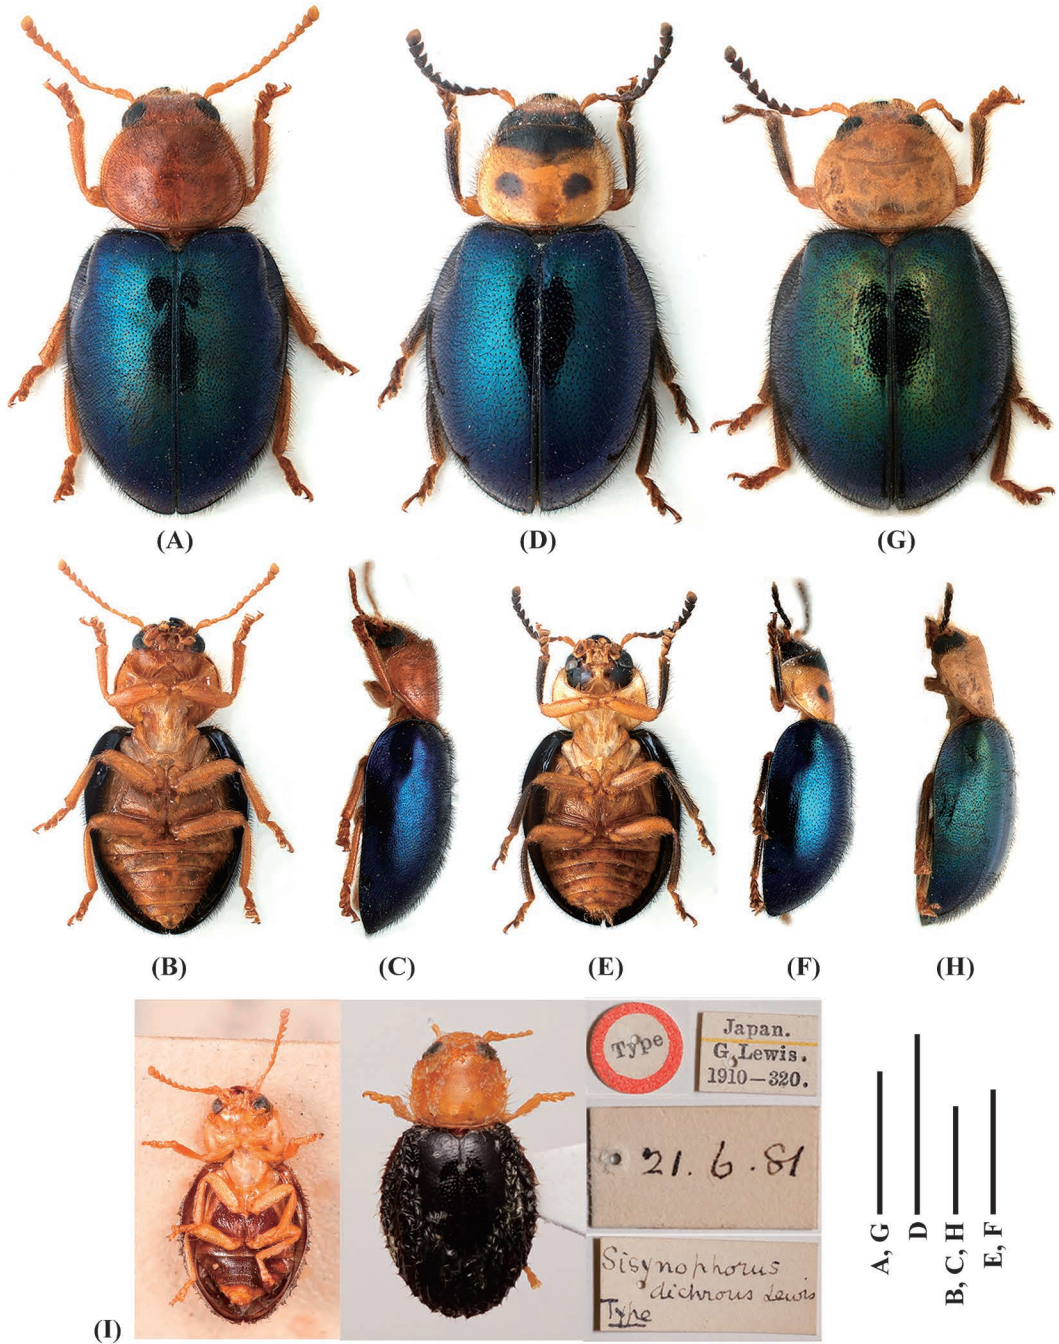 (A)
(D)
(G)
(B)
(C)
(E)
(F)
(H)
Type
Japan.
G. Lewis.
1910—320.
21.6.81
Sisynophorus
dichrous Lewis
Type
(I)
A, G
D
B, C, H
E, F